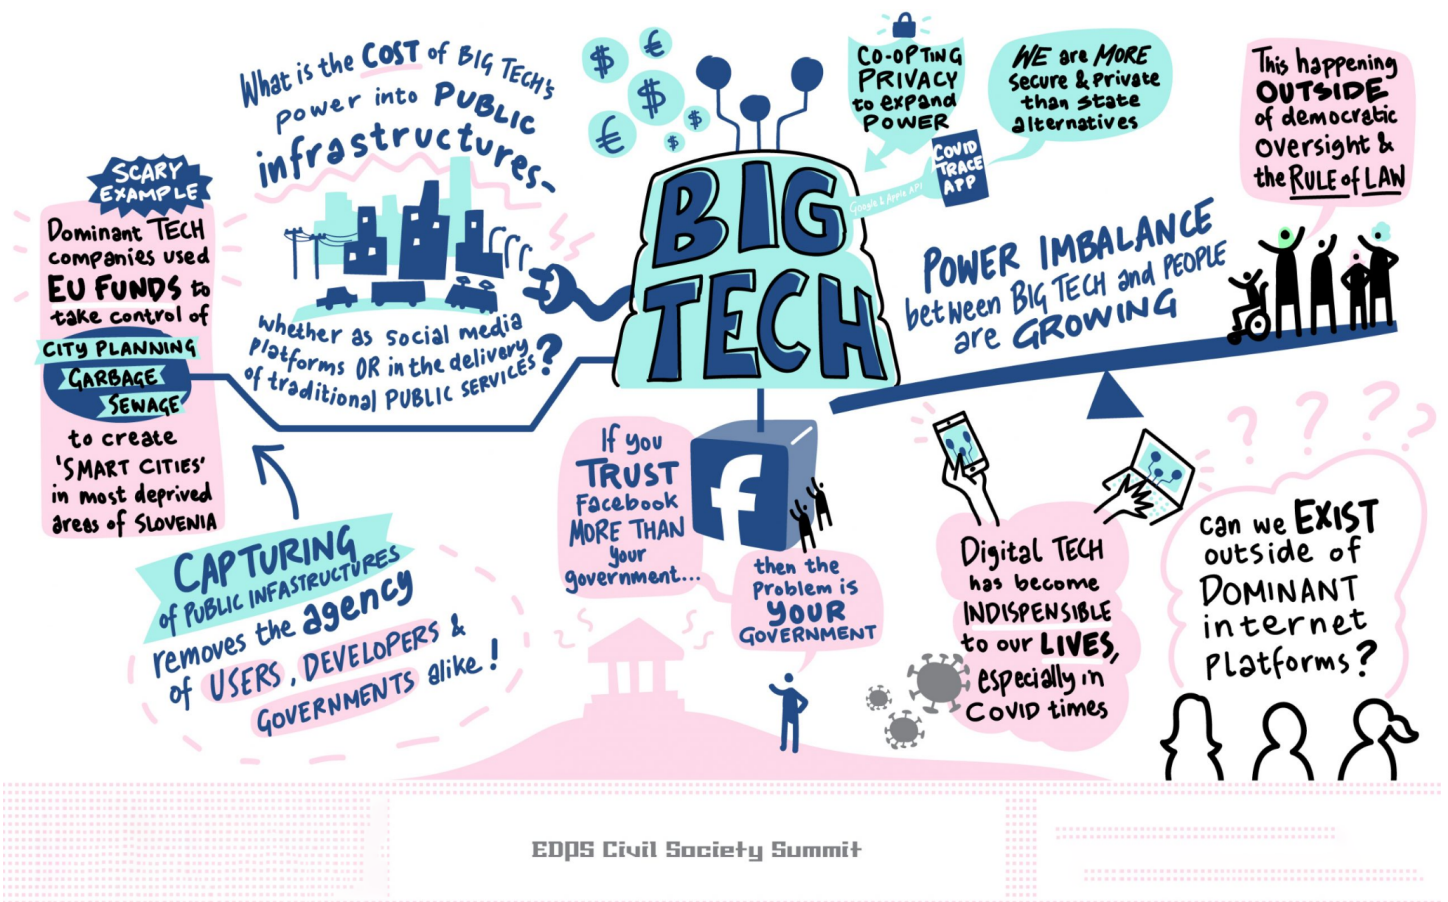 What is the COST of BIG TECH'S
power into PUBLIC
infrastructures-
whether as social media
platforms OR in the delivery
of traditional PUBLIC SERVICES?
SCARY
EXAMPLE
Dominant TECH
companies used
EU FUNDS to
take control of
CITY PLANNING
GARBAGE
SEWAGE
to create
'SMART CITIES'
in most deprived
areas of SLOVENIA
CAPTURING
of PUBLIC INFASTRUCTURES
removes the agency
of USERS, DEVELOPERS &
GOVERNMENTS alike!
$
€
$
$
€
$
BIG
TECH
CO-OPTING
PRIVACY
to expand
POWER
Google & Apple API
COVID
TRACE
APP
WE are MORE
secure & private
than state
alternatives
This happening
OUTSIDE
of democratic
oversight &
the RULE of LAW
POWER IMBALANCE
between BIG TECH and PEOPLE
are GROWING
If you
TRUST
Facebook
MORE THAN
your
government...
f
then the
problem is
YOUR
GOVERNMENT
Digital TECH
has become
INDISPENSIBLE
to our LIVES,
especially in
COVID times
? ? ? ?
Can we EXIST
outside of
DOMINANT
internet
platforms?
EDPS Civil Society Summit